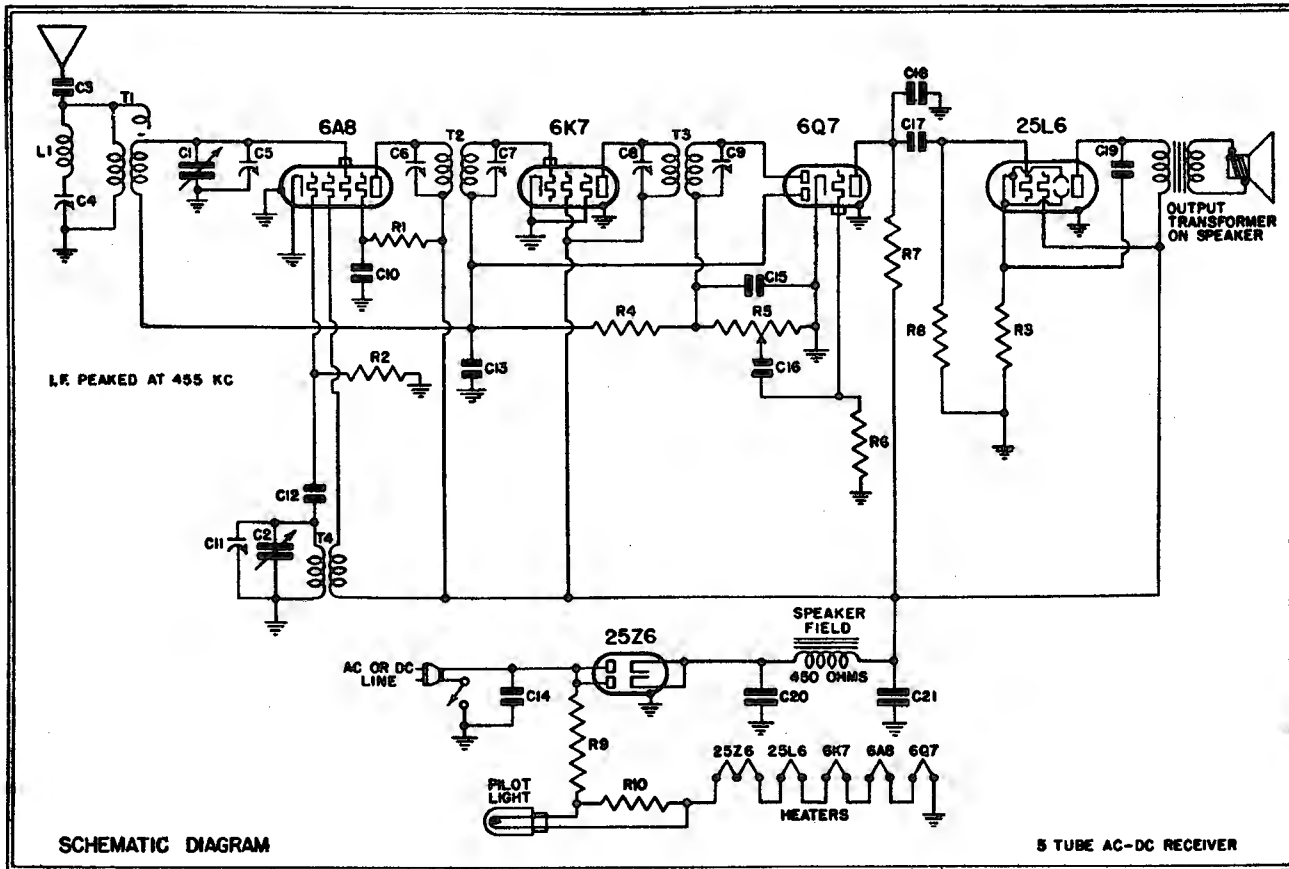 C3
T1
L1
C4
C1
C5
6A8
C6
T2
C7
6K7
C8
T3
C9
6Q7
C18
C17
25L6
C19
OUTPUT
TRANSFORMER
ON SPEAKER
R1
C10
R7
C15
R4
R5
R8
R3
R2
C13
C16
R6
I.F. PEAKED AT 455 KC
C12
C11
C2
T4
25Z6
SPEAKER
FIELD
450 OHMS
AC OR DC
LINE
C14
C20
C21
R9
25Z6 25L6 6K7 6A8 6Q7
PILOT
LIGHT
R10
HEATERS
SCHEMATIC DIAGRAM
5 TUBE AC-DC RECEIVER